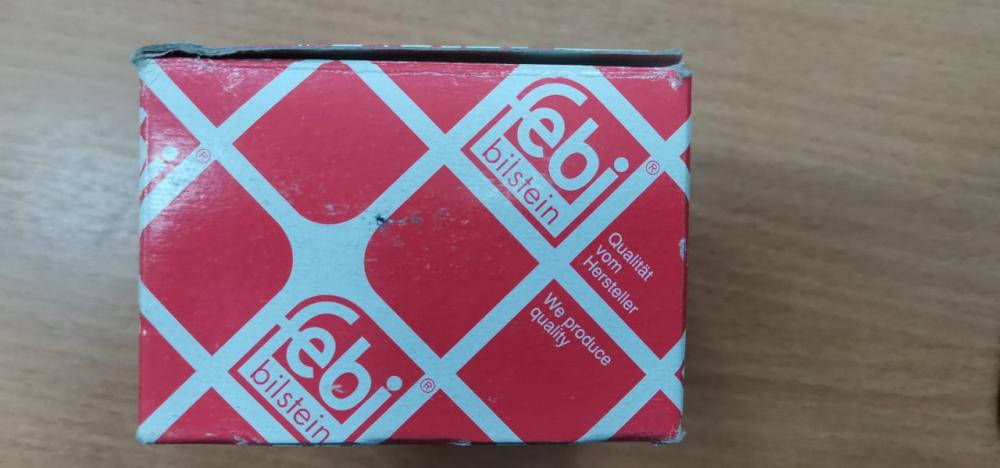 febi®
bilstein
Qualität
vom
Hersteller
We produce
quality
i®
febi®
bilstein